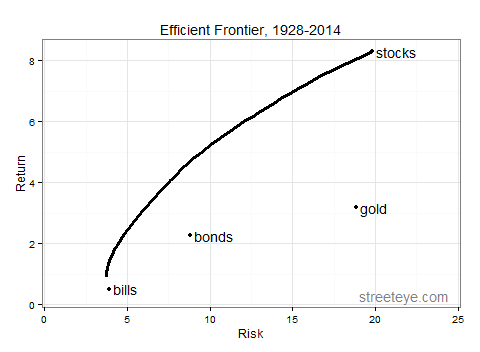 Efficient Frontier, 1928-2014
8
6
4
2
0
Return
stocks
gold
bonds
bills
streeteye.com
0 5 10 15 20 25
Risk